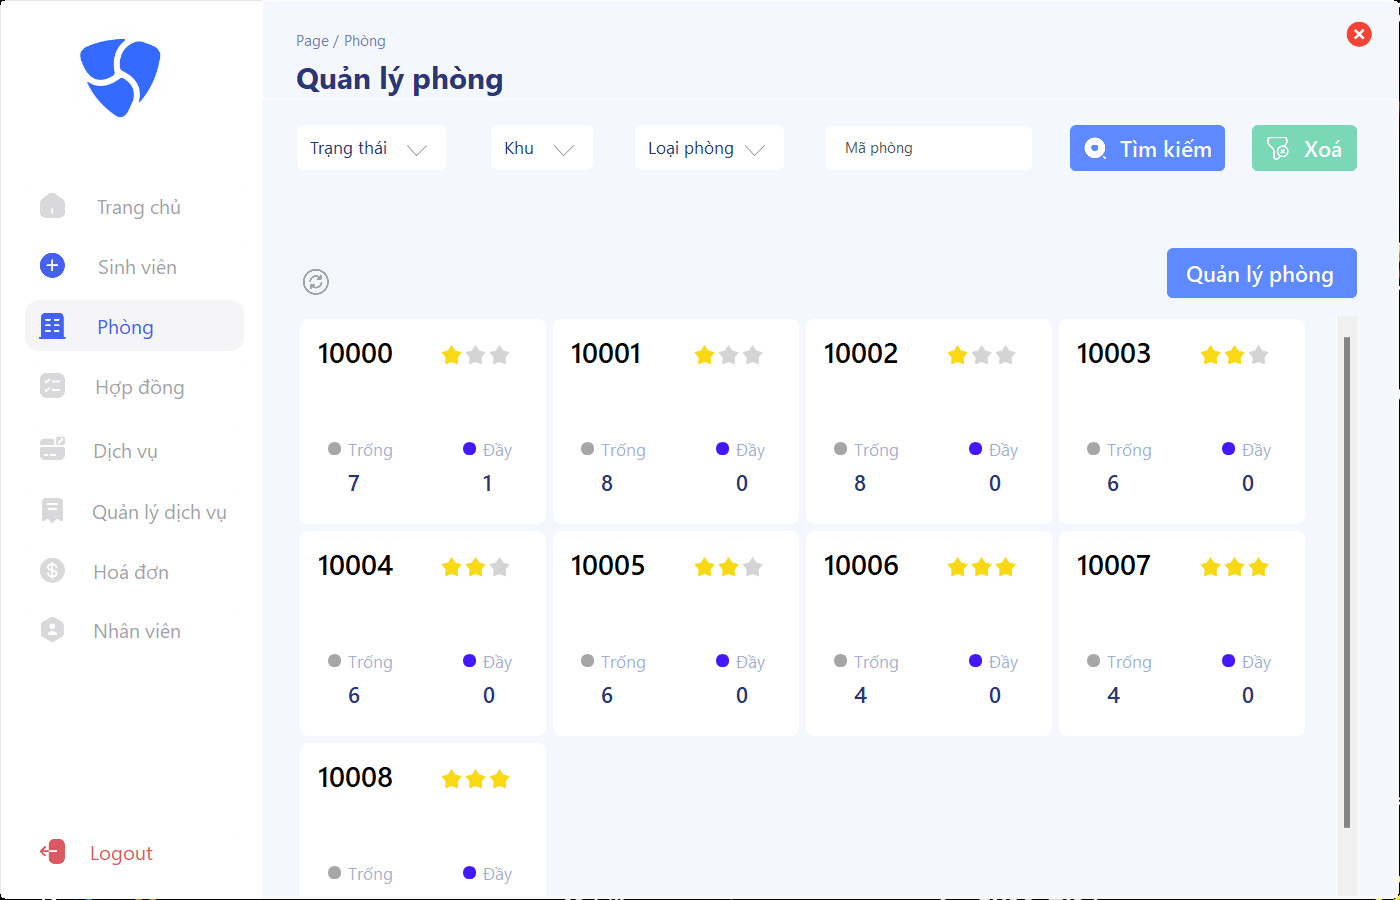 Page / Phòng
Quản lý phòng
Trạng thái
Khu
Loại phòng
Mã phòng
Tìm kiếm
Xoá
Trang chủ
Sinh viên
Phòng
Hợp đồng
Dịch vụ
Quản lý dịch vụ
Hoá đơn
Nhân viên
Logout
Quản lý phòng
10000
Trống Đầy
7 1
10001
Trống Đầy
8 0
10002
Trống Đầy
8 0
10003
Trống Đầy
6 0
10004
Trống Đầy
6 0
10005
Trống Đầy
6 0
10006
Trống Đầy
4 0
10007
Trống Đầy
4 0
10008
Trống Đầy